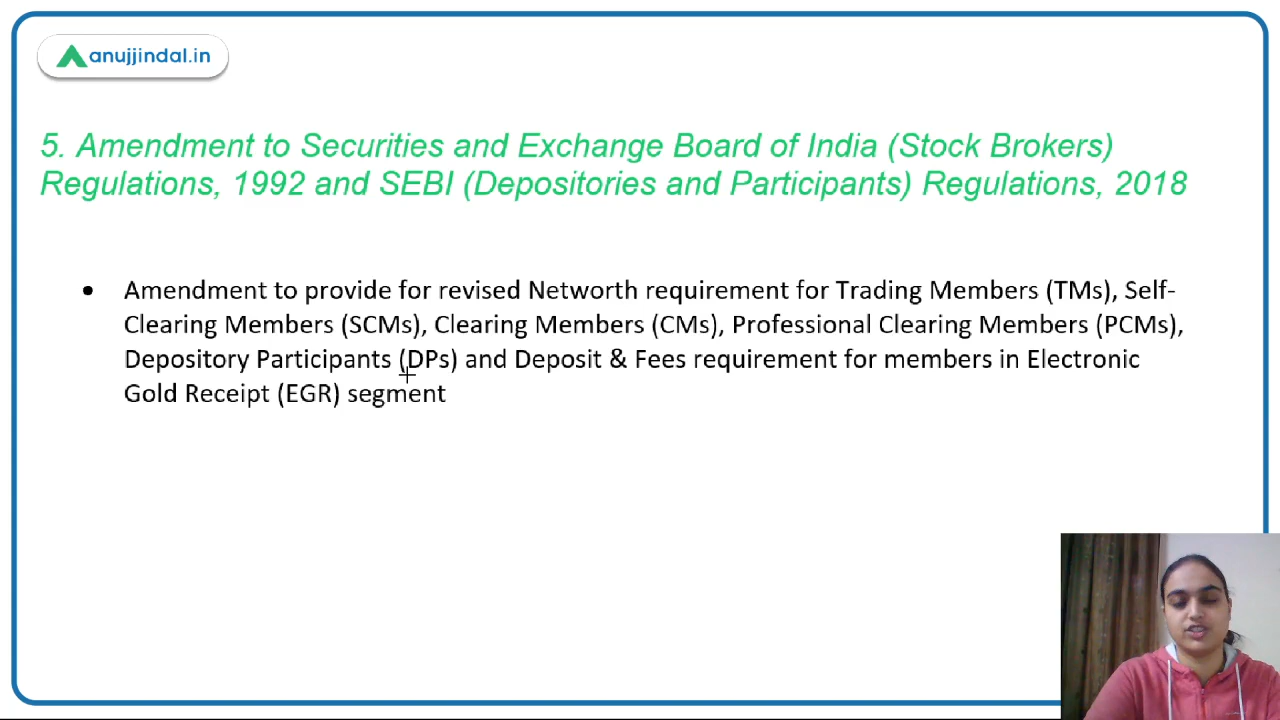 anujjindal.in
5. Amendment to Securities and Exchange Board of India (Stock Brokers)
Regulations, 1992 and SEBI (Depositories and Participants) Regulations, 2018
• Amendment to provide for revised Networth requirement for Trading Members (TMs), Self-
Clearing Members (SCMs), Clearing Members (CMs), Professional Clearing Members (PCMs),
Depository Participants (DPs) and Deposit & Fees requirement for members in Electronic
Gold Receipt (EGR) segment